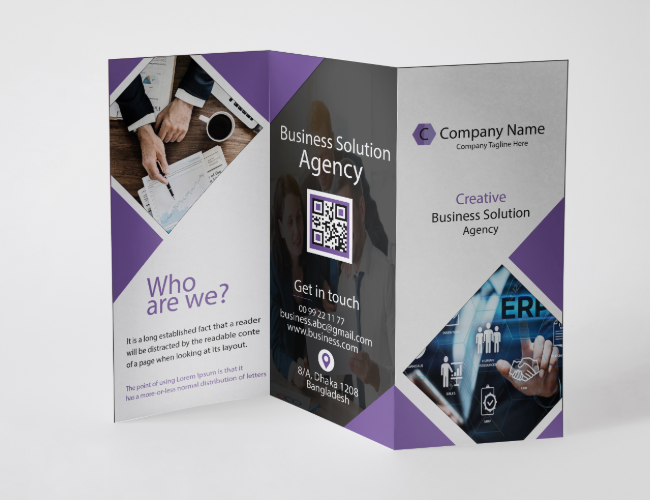 Who
are we?
It is a long established fact that a reader
will be distracted by the readable conte
of a page when looking at its layout.
The point of using Lorem Ipsum is that it
has a more-or-less normal distribution of letters
Business Solution
Agency
Get in touch
00 99 22 11 77
business.abc@gmail.com
www.business.com
8/A, Dhaka 1208
Bangladesh
C
Company Name
Company Tagline Here
Creative
Business Solution
Agency
ERP